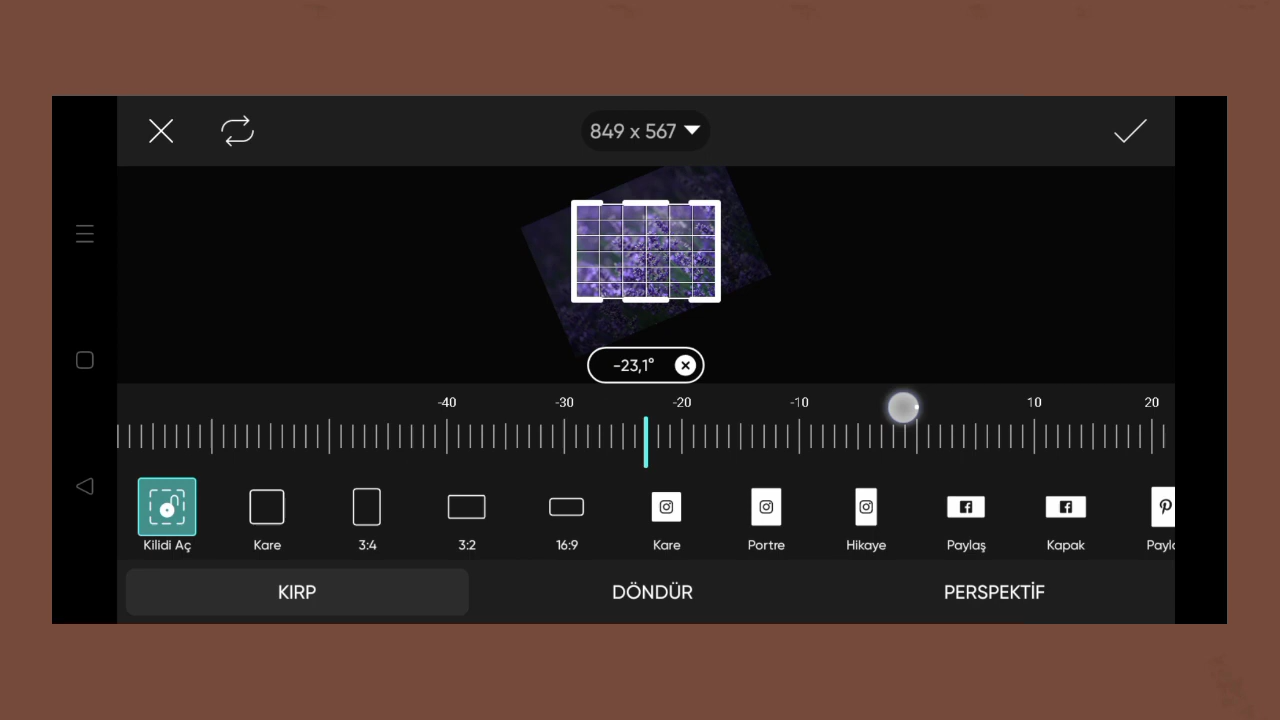 849 x 567
-23,1°
-40 -30 -20 -10 10 20
Kilidi Aç Kare 3:4 3:2 16:9 Kare Portre Hikaye Paylaş Kapak
KIRP DÖNDÜR PERSPEKTİF